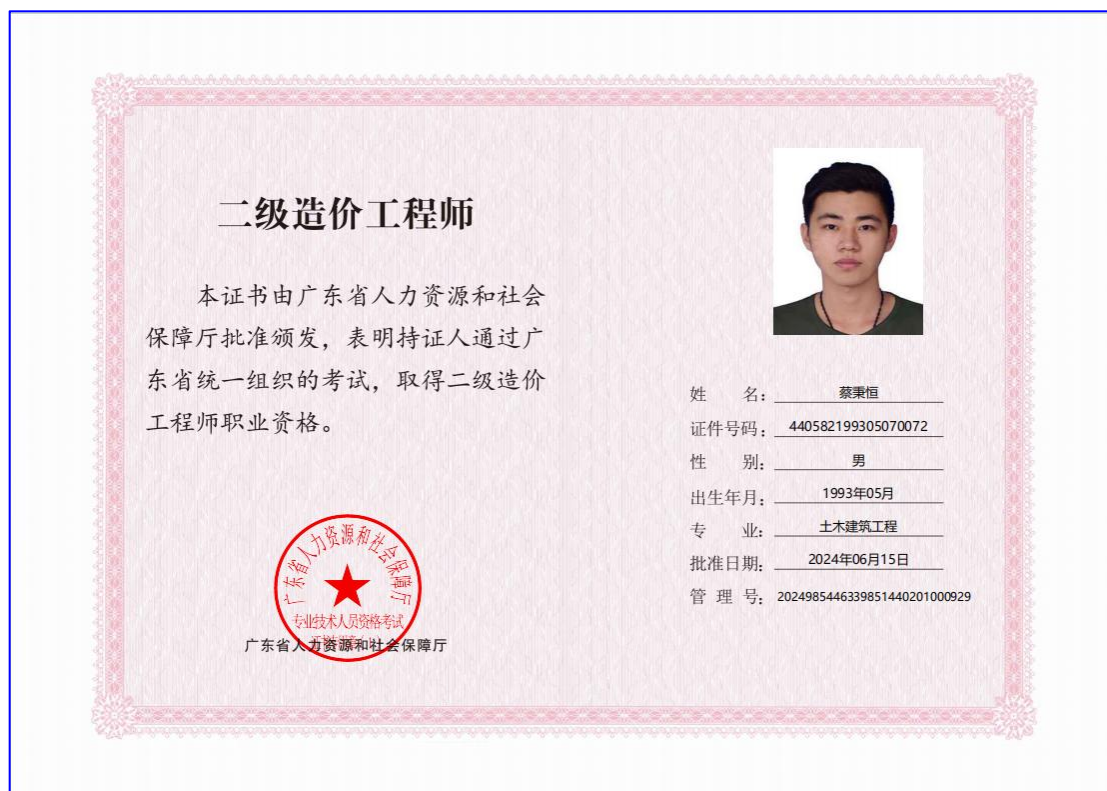 二级造价工程师
本证书由广东省人力资源和社会
保障厅批准颁发，表明持证人通过广
东省统一组织的考试，取得二级造价
工程师职业资格。
广东省人力资源和社会保障厅
专业技术人员资格考试
广东省人力资源和社会保障厅
姓 名：蔡秉恒
证件号码：440582199305070072
性 别：男
出生年月：1993年05月
专 业：土木建筑工程
批准日期：2024年06月15日
管 理 号：2024985446339851440201000929